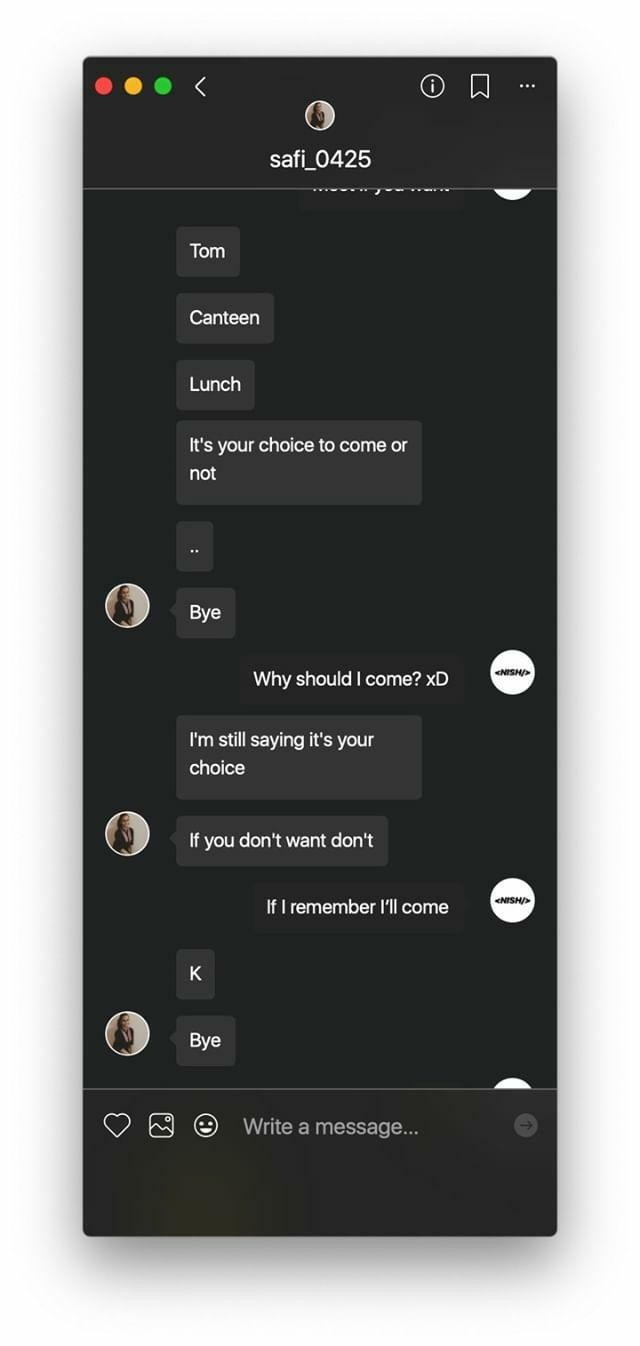 safi_0425
Tom
Canteen
Lunch
It's your choice to come or
not
..
Bye
Why should I come? xD
<NISH/>
I'm still saying it's your
choice
If you don't want don't
If I remember I’ll come
<NISH/>
K
Bye
Write a message...